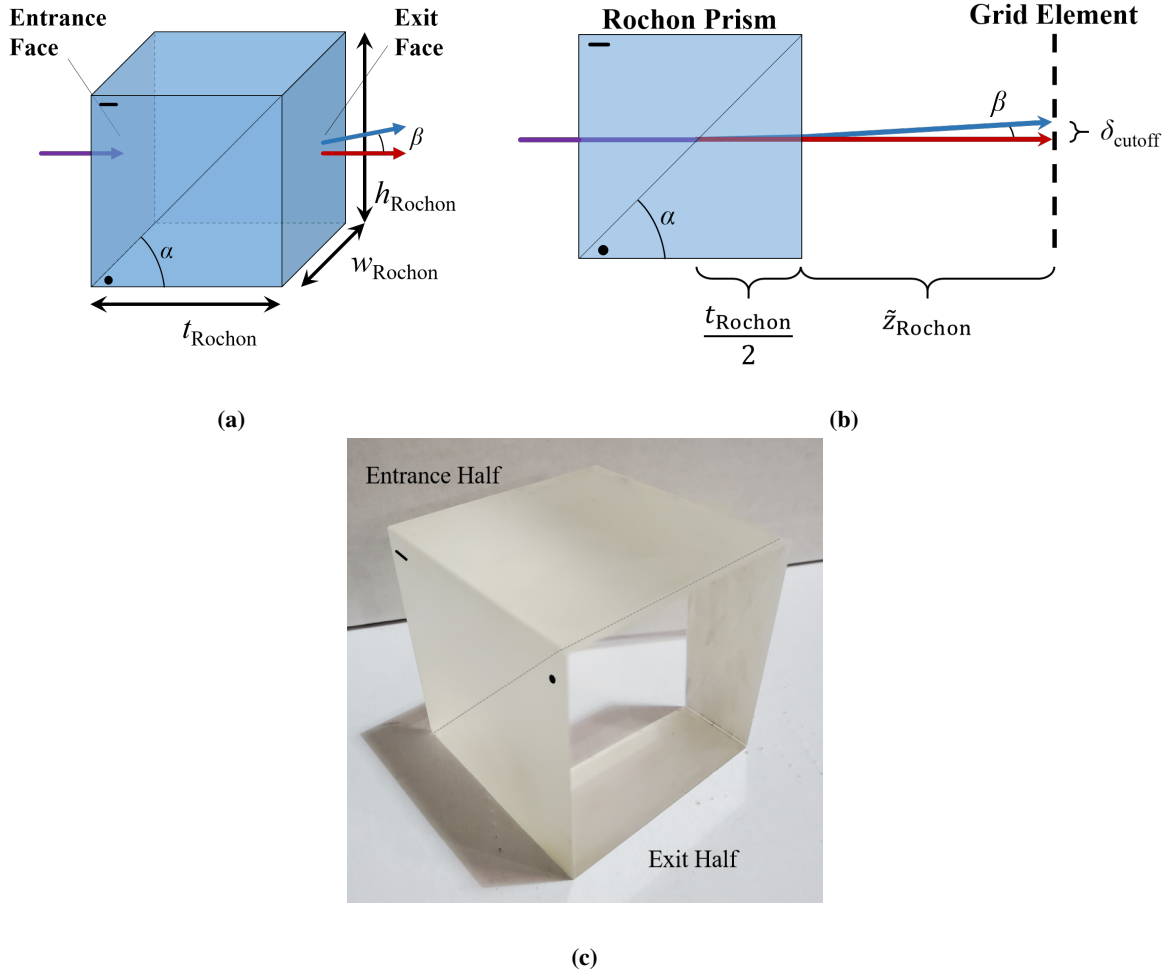 Entrance
Face
Exit
Face
β
h_Rochon
α
w_Rochon
t_Rochon
(a)
Rochon Prism
Grid Element
β
δ_cutoff
α
t_Rochon
2
z̃_Rochon
(b)
Entrance Half
Exit Half
(c)